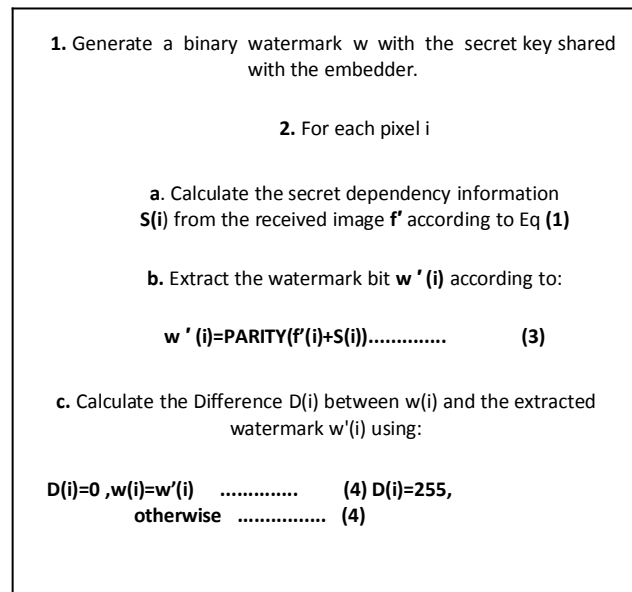 1. Generate a binary watermark w with the secret key shared
with the embedder.
2. For each pixel i
a. Calculate the secret dependency information
S(i) from the received image f′ according to Eq (1)
b. Extract the watermark bit w ′ (i) according to:
w ′ (i)=PARITY(f′(i)+S(i)).............. (3)
c. Calculate the Difference D(i) between w(i) and the extracted
watermark w'(i) using:
D(i)=0 ,w(i)=w′(i) .............. (4) D(i)=255,
otherwise ................ (4)